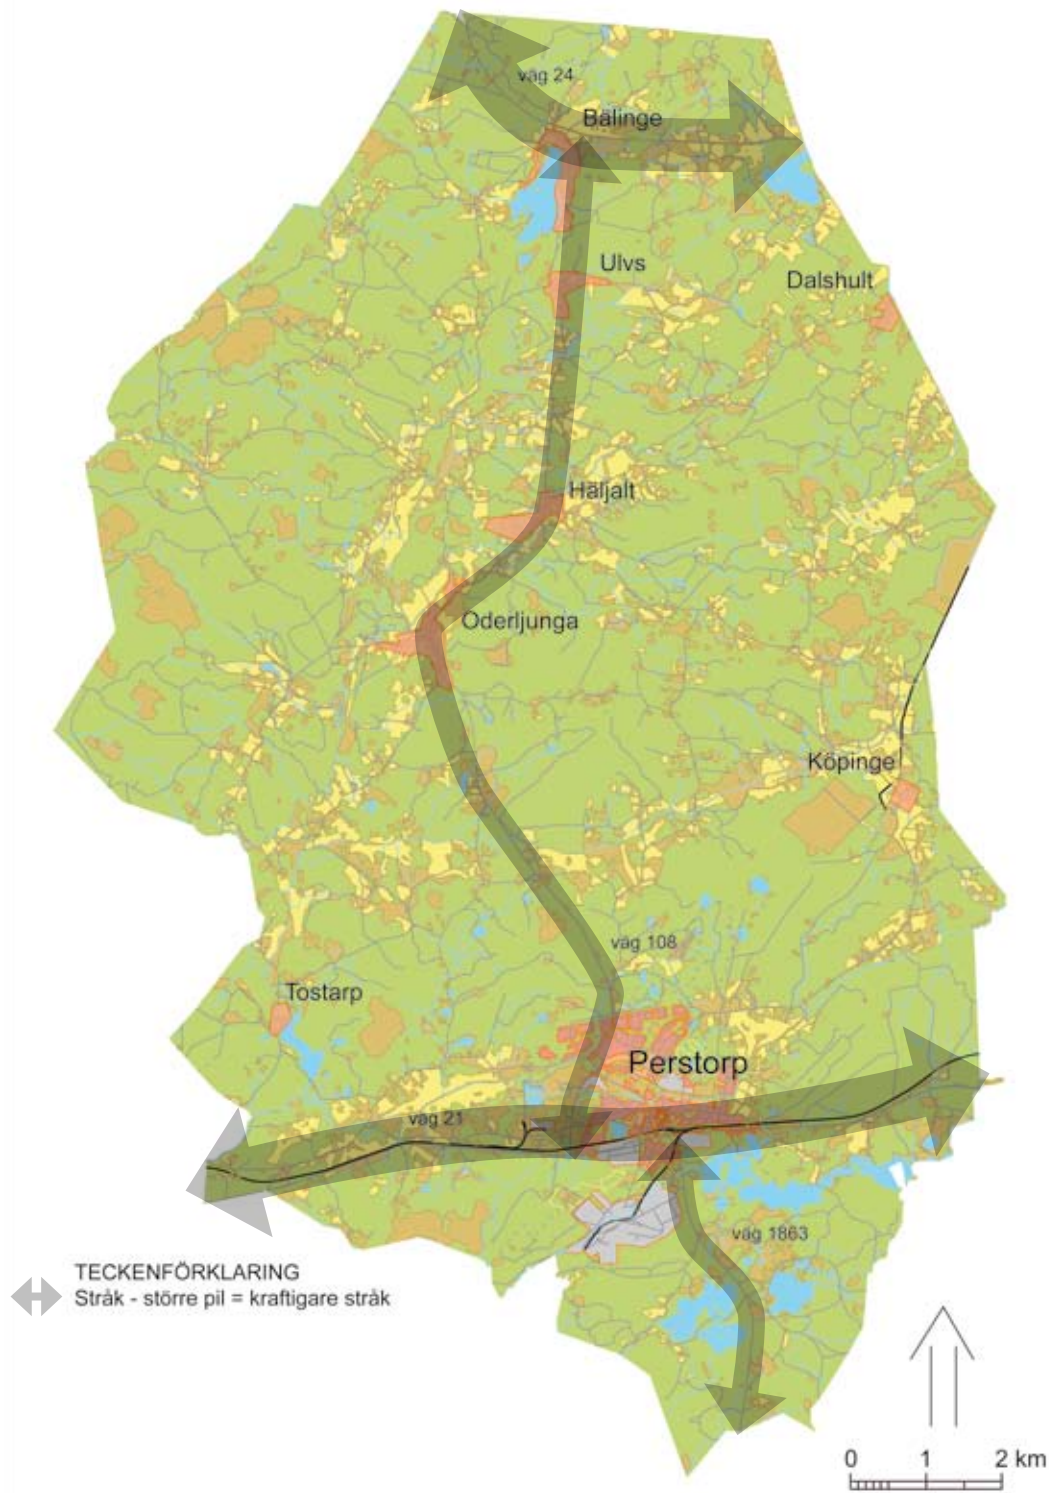 väg 24
Bälinge
Ulvs
Dalshult
Häljalt
Oderljunga
Köpinge
väg 108
Tostarp
Perstorp
väg 21
väg 1863
TECKENFÖRKLARING
Stråk - större pil = kraftigare stråk
0 1 2 km